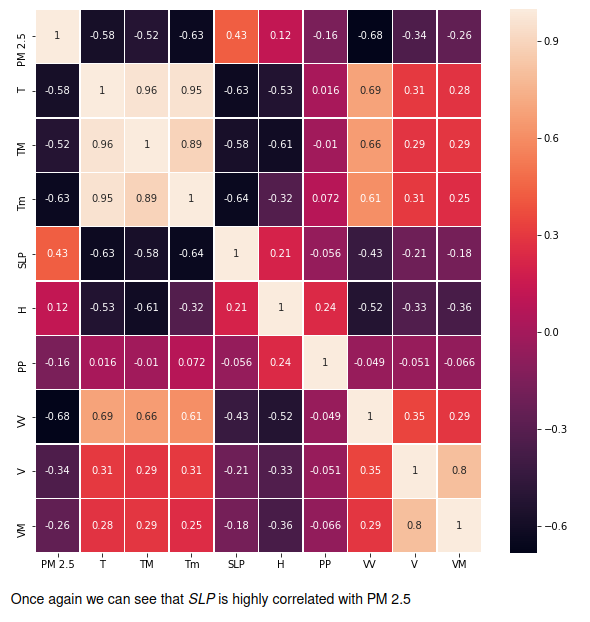 PM 2.5 1 -0.58 -0.52 -0.63 0.43 0.12 -0.16 -0.68 -0.34 -0.26
T -0.58 1 0.96 0.95 -0.63 -0.53 0.016 0.69 0.31 0.28
TM -0.52 0.96 1 0.89 -0.58 -0.61 -0.01 0.66 0.29 0.29
Tm -0.63 0.95 0.89 1 -0.64 -0.32 0.072 0.61 0.31 0.25
SLP 0.43 -0.63 -0.58 -0.64 1 0.21 -0.056 -0.43 -0.21 -0.18
H 0.12 -0.53 -0.61 -0.32 0.21 1 0.24 -0.52 -0.33 -0.36
PP -0.16 0.016 -0.01 0.072 -0.056 0.24 1 -0.049 -0.051 -0.066
VV -0.68 0.69 0.66 0.61 -0.43 -0.52 -0.049 1 0.35 0.29
V -0.34 0.31 0.29 0.31 -0.21 -0.33 -0.051 0.35 1 0.8
VM -0.26 0.28 0.29 0.25 -0.18 -0.36 -0.066 0.29 0.8 1
PM 2.5 T TM Tm SLP H PP VV V VM
0.9
0.6
0.3
0.0
−0.3
−0.6
Once again we can see that SLP is highly correlated with PM 2.5